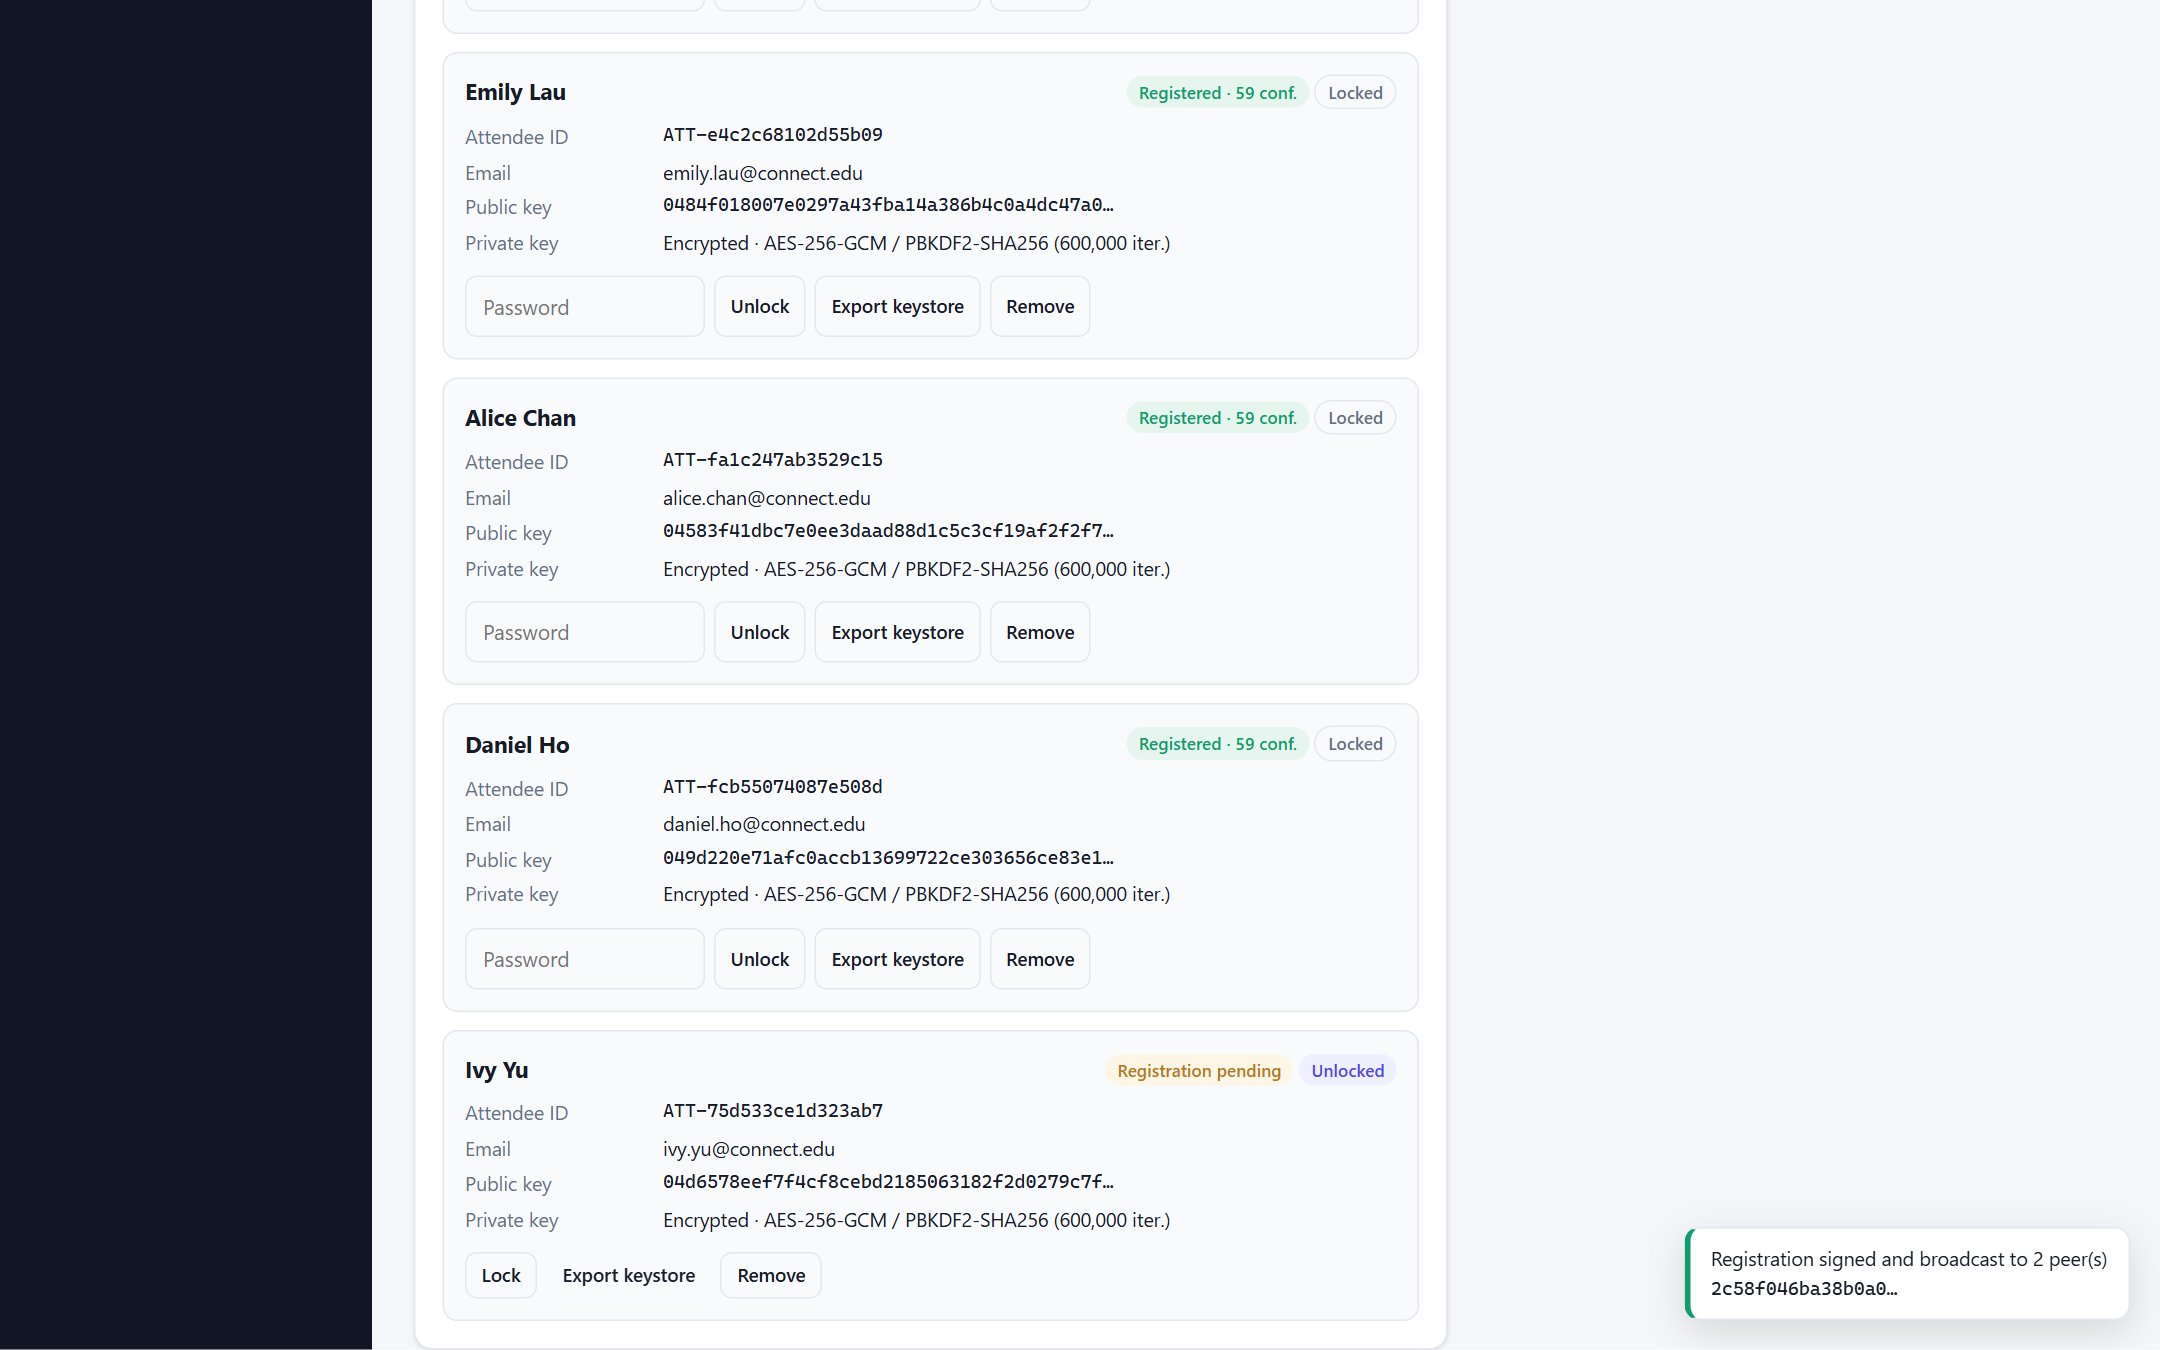 Emily Lau
Registered · 59 conf.
Locked
Attendee ID
ATT-e4c2c68102d55b09
Email
emily.lau@connect.edu
Public key
0484f018007e0297a43fba14a386b4c0a4dc47a0…
Private key
Encrypted · AES-256-GCM / PBKDF2-SHA256 (600,000 iter.)
Password
Unlock
Export keystore
Remove
Alice Chan
Registered · 59 conf.
Locked
Attendee ID
ATT-fa1c247ab3529c15
Email
alice.chan@connect.edu
Public key
04583f41dbc7e0ee3daad88d1c5c3cf19af2f2f7…
Private key
Encrypted · AES-256-GCM / PBKDF2-SHA256 (600,000 iter.)
Password
Unlock
Export keystore
Remove
Daniel Ho
Registered · 59 conf.
Locked
Attendee ID
ATT-fcb55074087e508d
Email
daniel.ho@connect.edu
Public key
049d220e71afc0accb13699722ce303656ce83e1…
Private key
Encrypted · AES-256-GCM / PBKDF2-SHA256 (600,000 iter.)
Password
Unlock
Export keystore
Remove
Ivy Yu
Registration pending
Unlocked
Attendee ID
ATT-75d533ce1d323ab7
Email
ivy.yu@connect.edu
Public key
04d6578eef7f4cf8cebd2185063182f2d0279c7f…
Private key
Encrypted · AES-256-GCM / PBKDF2-SHA256 (600,000 iter.)
Lock
Export keystore
Remove
Registration signed and broadcast to 2 peer(s)
2c58f046ba38b0a0…